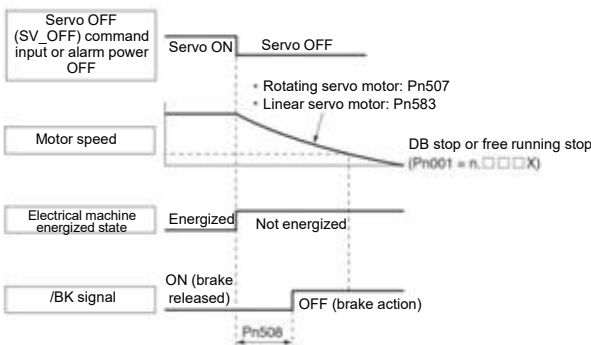 Servo OFF
(SV_OFF) command
input or alarm power
OFF
Servo ON
Servo OFF
• Rotating servo motor: Pn507
• Linear servo motor: Pn583
Motor speed
DB stop or free running stop
(Pn001 = n.□□□X)
Electrical machine
energized state
Energized
Not energized
/BK signal
ON (brake
released)
OFF (brake action)
Pn508